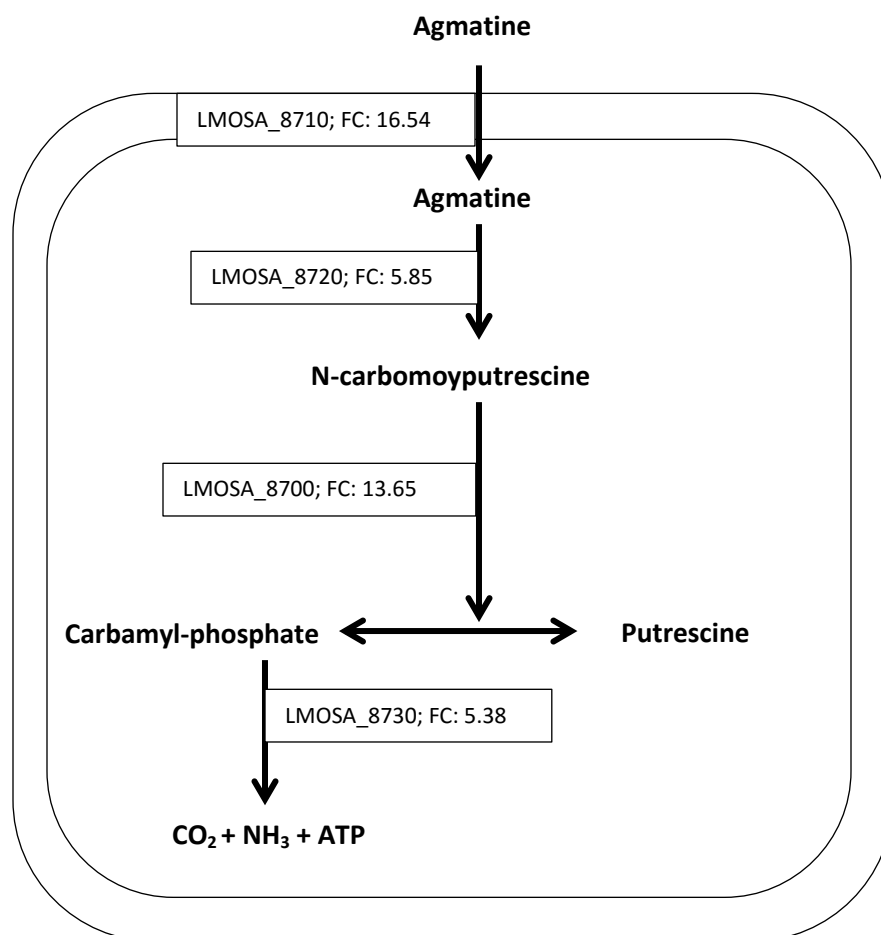 Agmatine
LMOSA_8710; FC: 16.54
Agmatine
LMOSA_8720; FC: 5.85
N-carbomoyputrescine
LMOSA_8700; FC: 13.65
Carbamyl-phosphate
Putrescine
LMOSA_8730; FC: 5.38
CO₂ + NH₃ + ATP